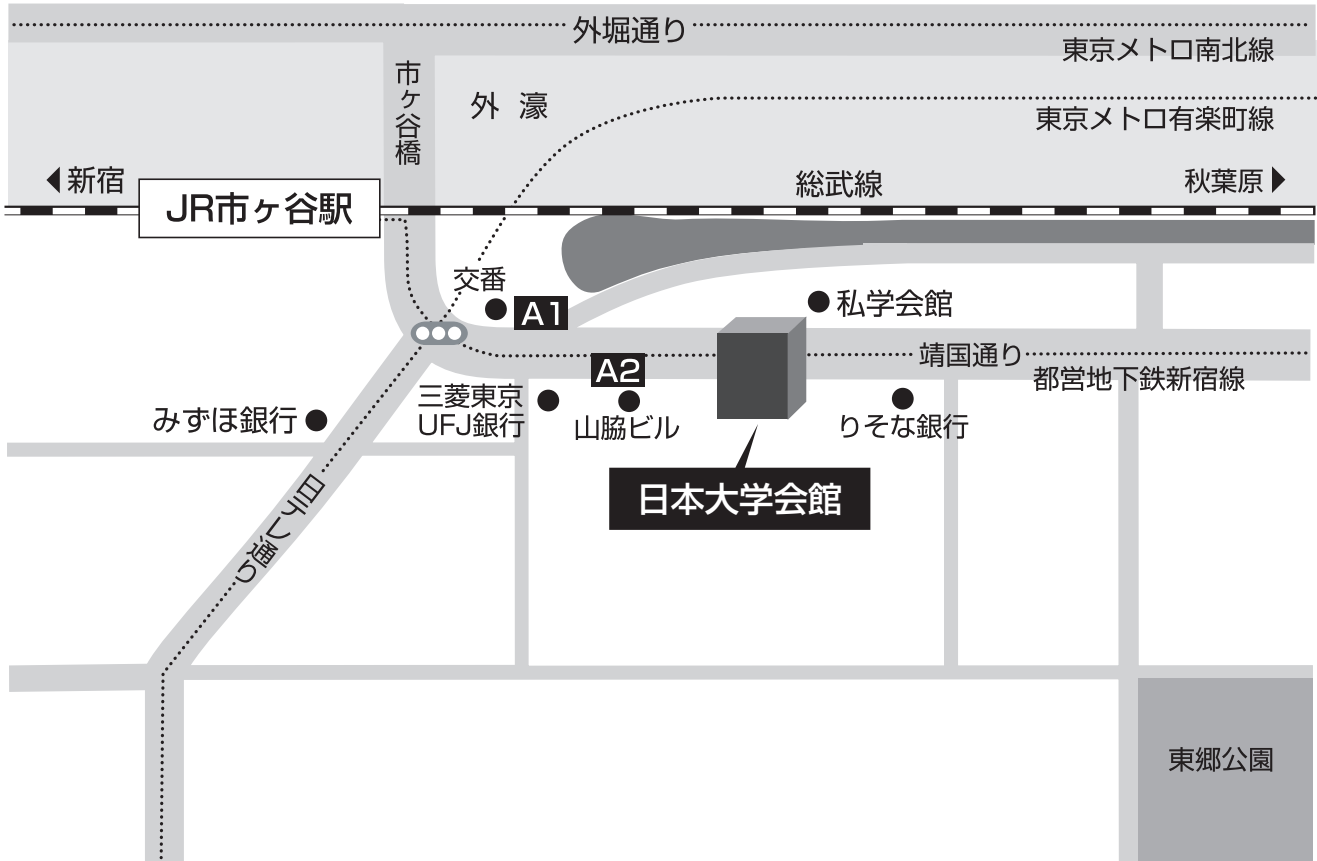 外堀通り
東京メトロ南北線
市ヶ谷橋
外 濠
東京メトロ有楽町線
新宿
総武線
秋葉原
JR市ヶ谷駅
交番
A1
私学会館
靖国通り
A2
都営地下鉄新宿線
三菱東京
UFJ銀行
みずほ銀行
山脇ビル
りそな銀行
日本大学会館
日テレ通り
東郷公園